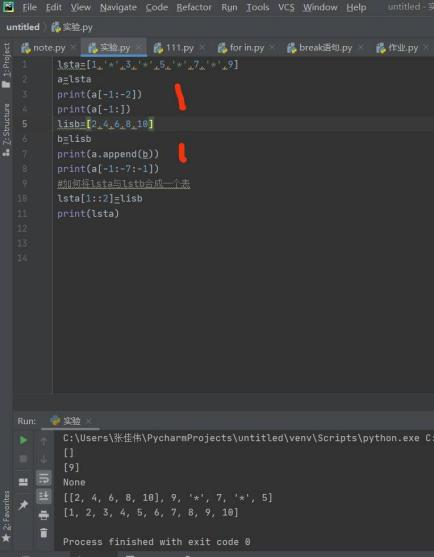 File Edit View Navigate Code Refactor Run Tools VCS Window Help untitled - 实
untitled 实验.py
note.py 实验.py 111.py for in.py break语句.py 作业.py
1: Project
7: Structure
2: Favorites
1 lsta=[1,'*',3,'*',5,'*',7,'*',9]
2 a=lsta
3 print(a[-1:-2])
4 print(a[-1:])
5 lisb=[2,4,6,8,10]
6 b=lisb
7 print(a.append(b))
8 print(a[-1:-7:-1])
9 #如何将lsta与lstb合成一个表
10 lsta[1::2]=lisb
11 print(lsta)
12
13
14
Run: 实验
C:\Users\张佳伟\PycharmProjects\untitled\venv\Scripts\python.exe C:
[]
[9]
None
[[2, 4, 6, 8, 10], 9, '*', 7, '*', 5]
[1, 2, 3, 4, 5, 6, 7, 8, 9, 10]
Process finished with exit code 0